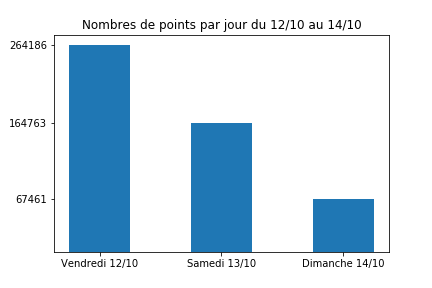 Nombres de points par jour du 12/10 au 14/10
264186
164763
67461
Vendredi 12/10
Samedi 13/10
Dimanche 14/10